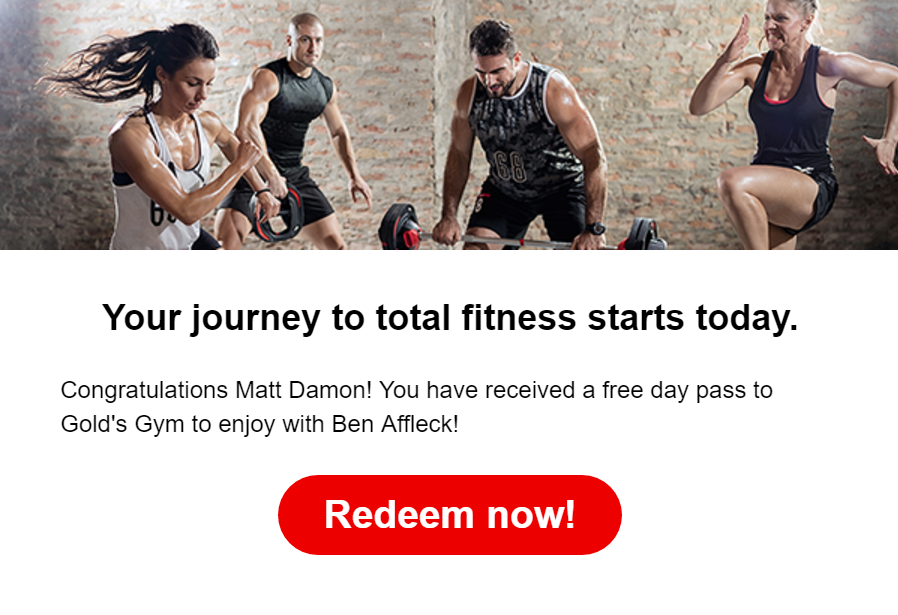 68
Your journey to total fitness starts today.
Congratulations Matt Damon! You have received a free day pass to
Gold's Gym to enjoy with Ben Affleck!
Redeem now!